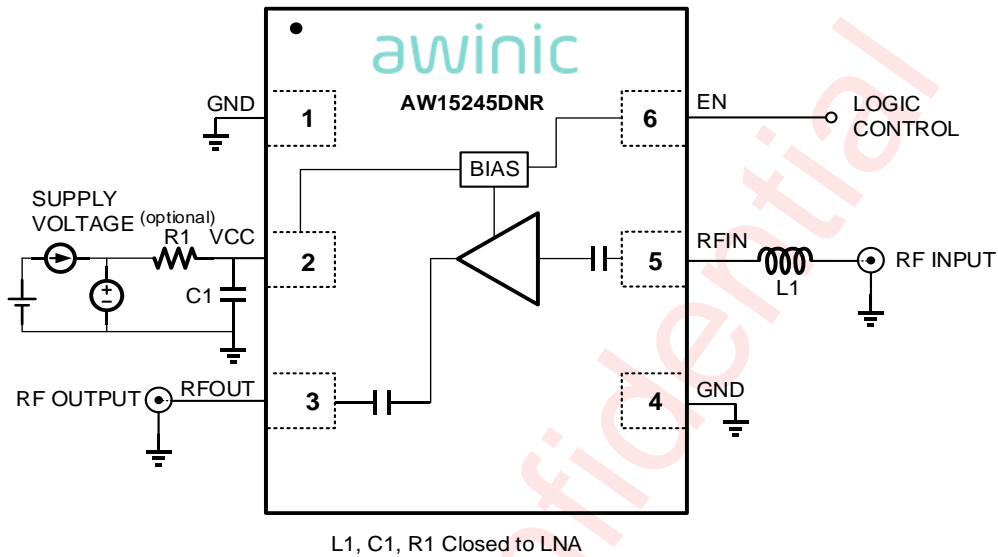 awinic
AW15245DNR
GND
1
6
EN
LOGIC
CONTROL
BIAS
SUPPLY
VOLTAGE
(optional)
R1
VCC
2
5
RFIN
L1
RF INPUT
C1
+
−
RF OUTPUT
RFOUT
3
4
GND
L1, C1, R1 Closed to LNA